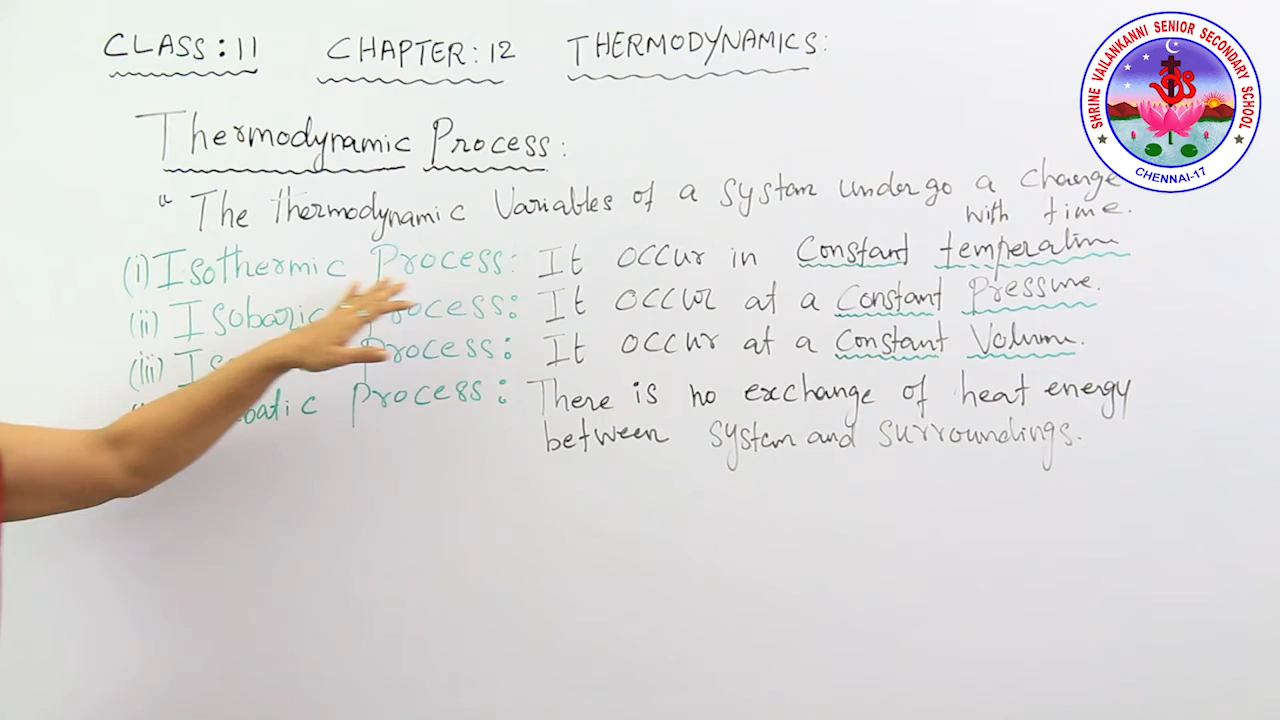 CLASS: 11 CHAPTER: 12 THERMODYNAMICS:
Thermodynamic Process:
" The thermodynamic Variables of a system undergo a change
with time.
(i) Isothermic Process: It occur in Constant temperature
(ii) Isobaric Process: It occur at a Constant Pressure.
(iii) Process: It occur at a Constant Volume.
Process: There is no exchange of heat energy
between system and surroundings.
SHRINE VAILANKANNI SENIOR SECONDARY SCHOOL
CHENNAI-17